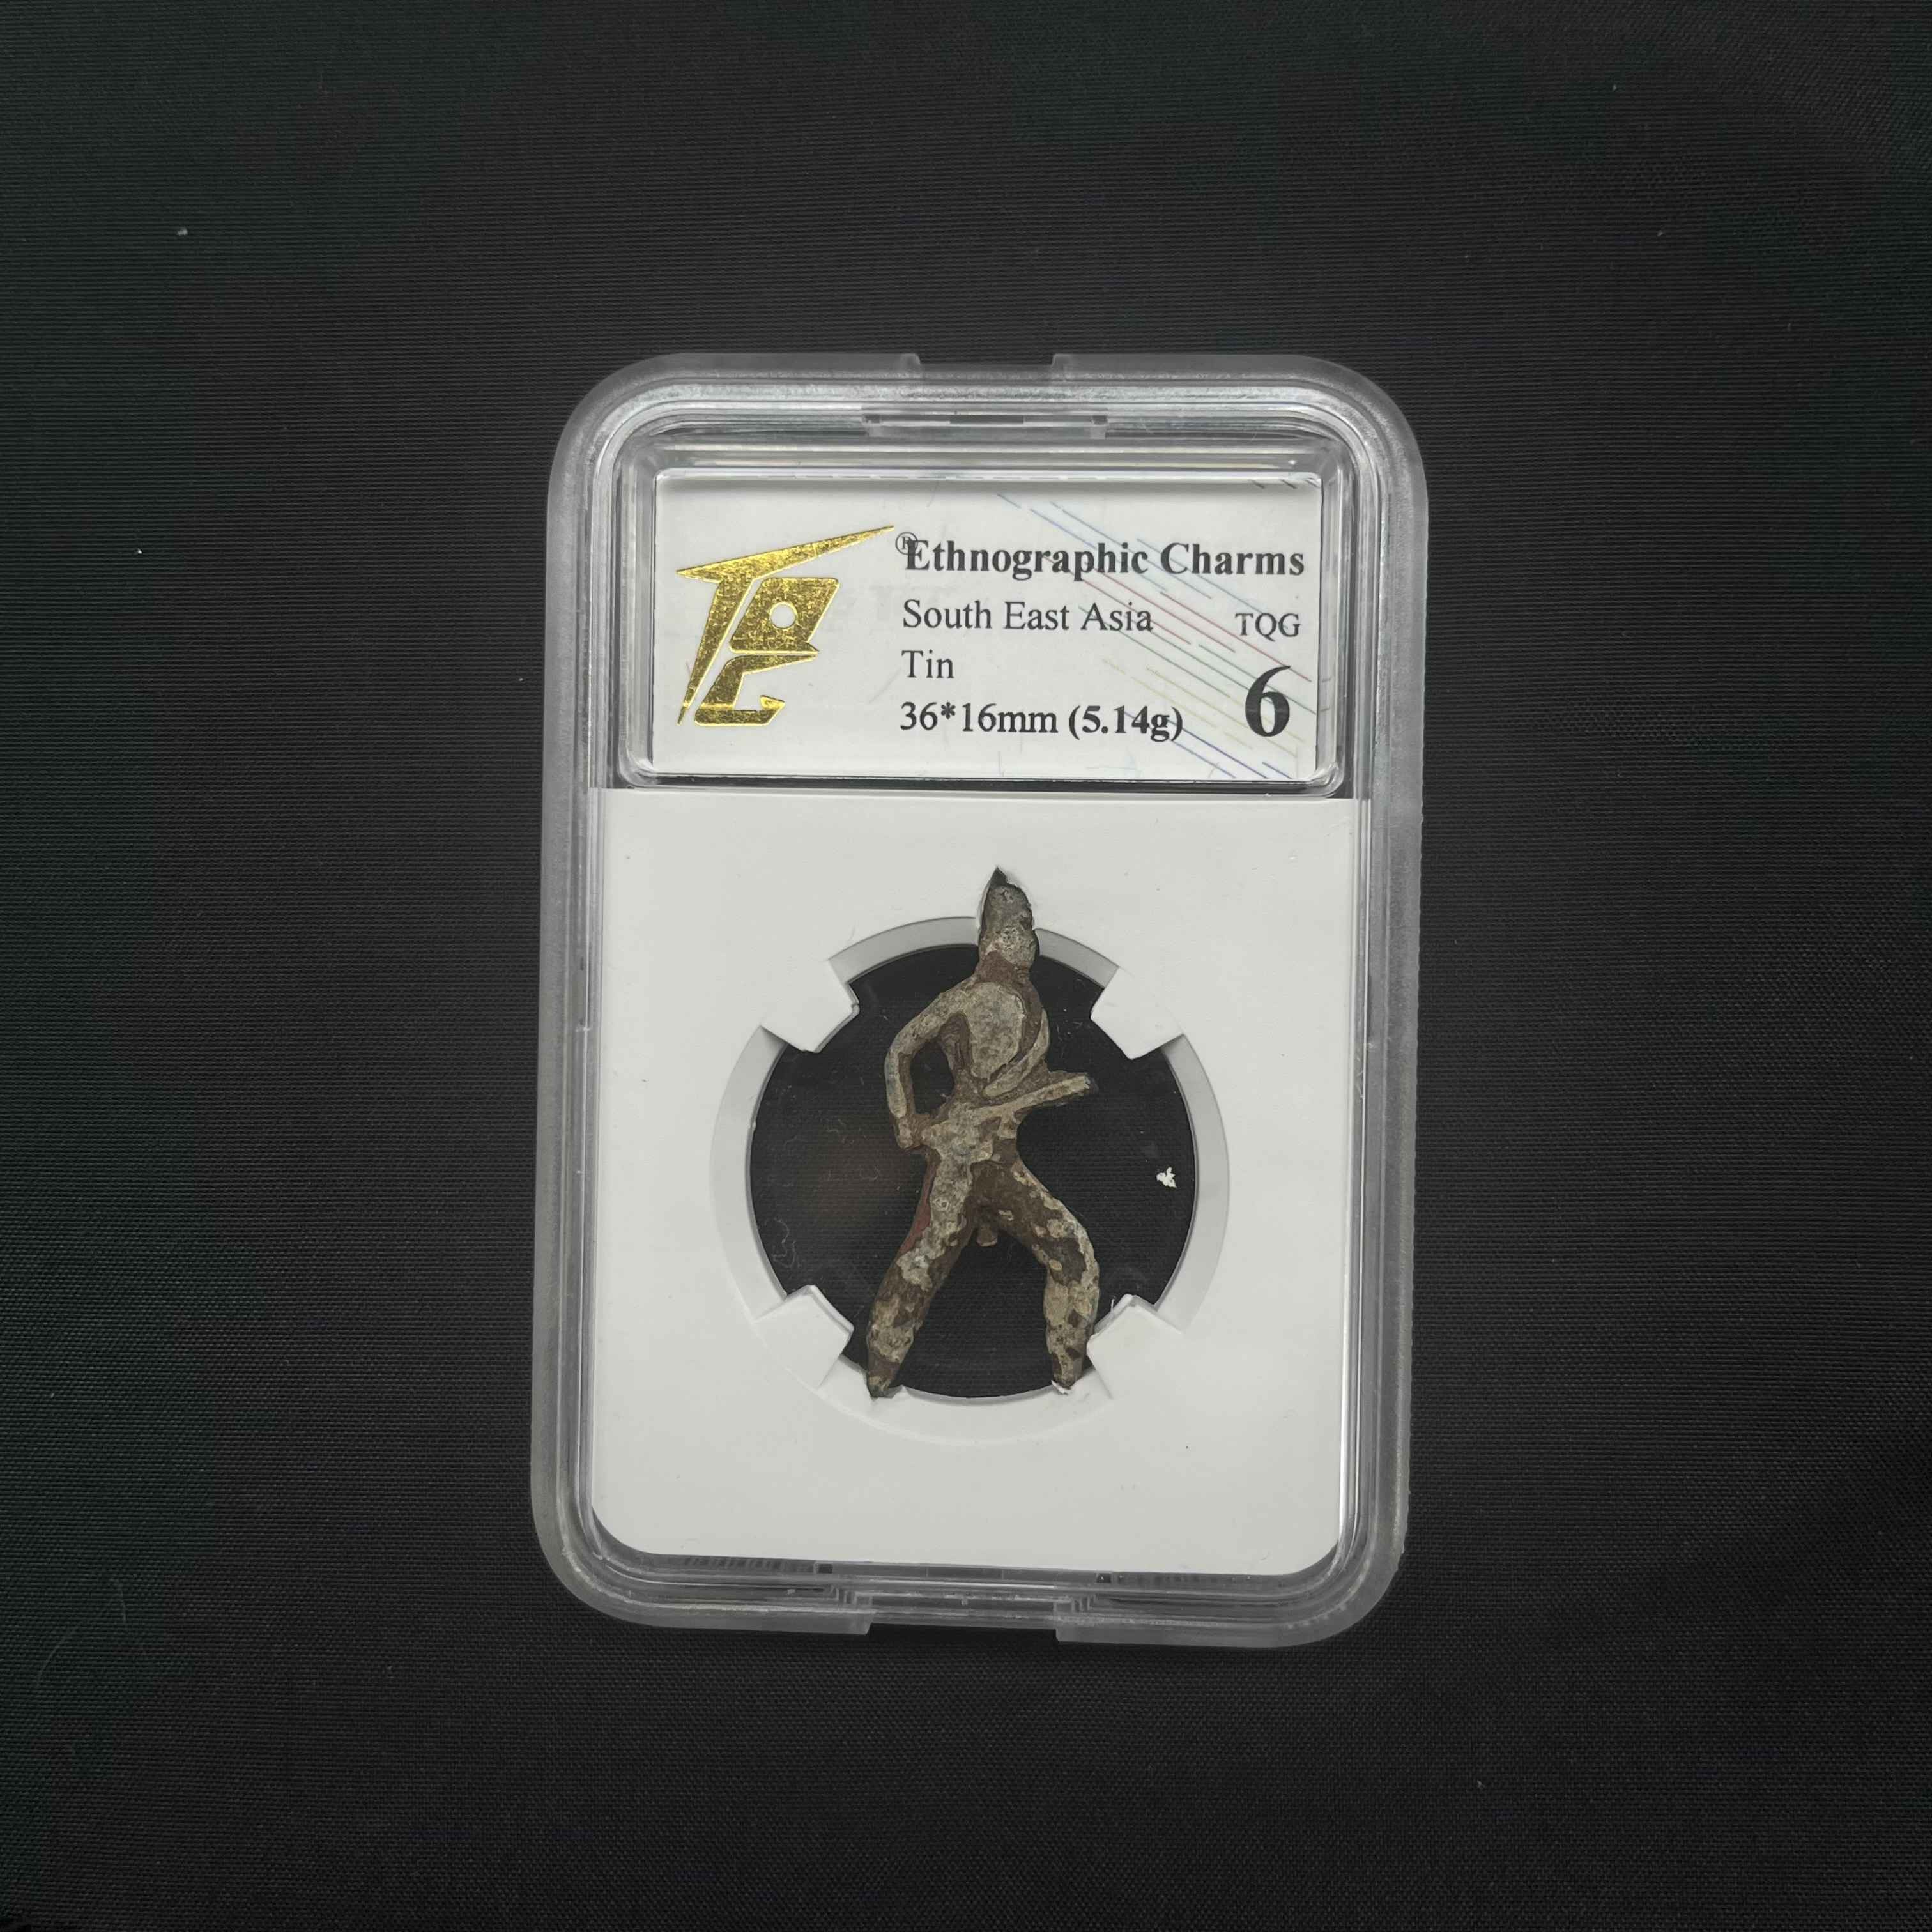 ® Ethnographic Charms
South East Asia TQG
Tin
36*16mm (5.14g) 6